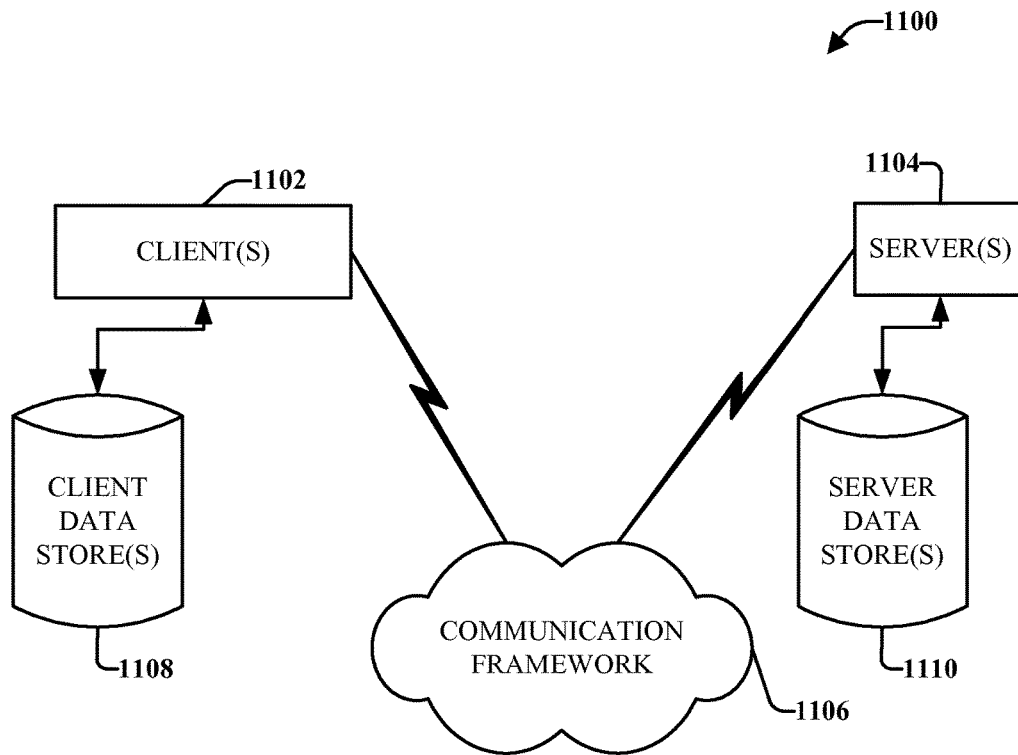 1100
1102
1104
CLIENT(S)
SERVER(S)
CLIENT
DATA
STORE(S)
SERVER
DATA
STORE(S)
COMMUNICATION
FRAMEWORK
1108
1110
1106